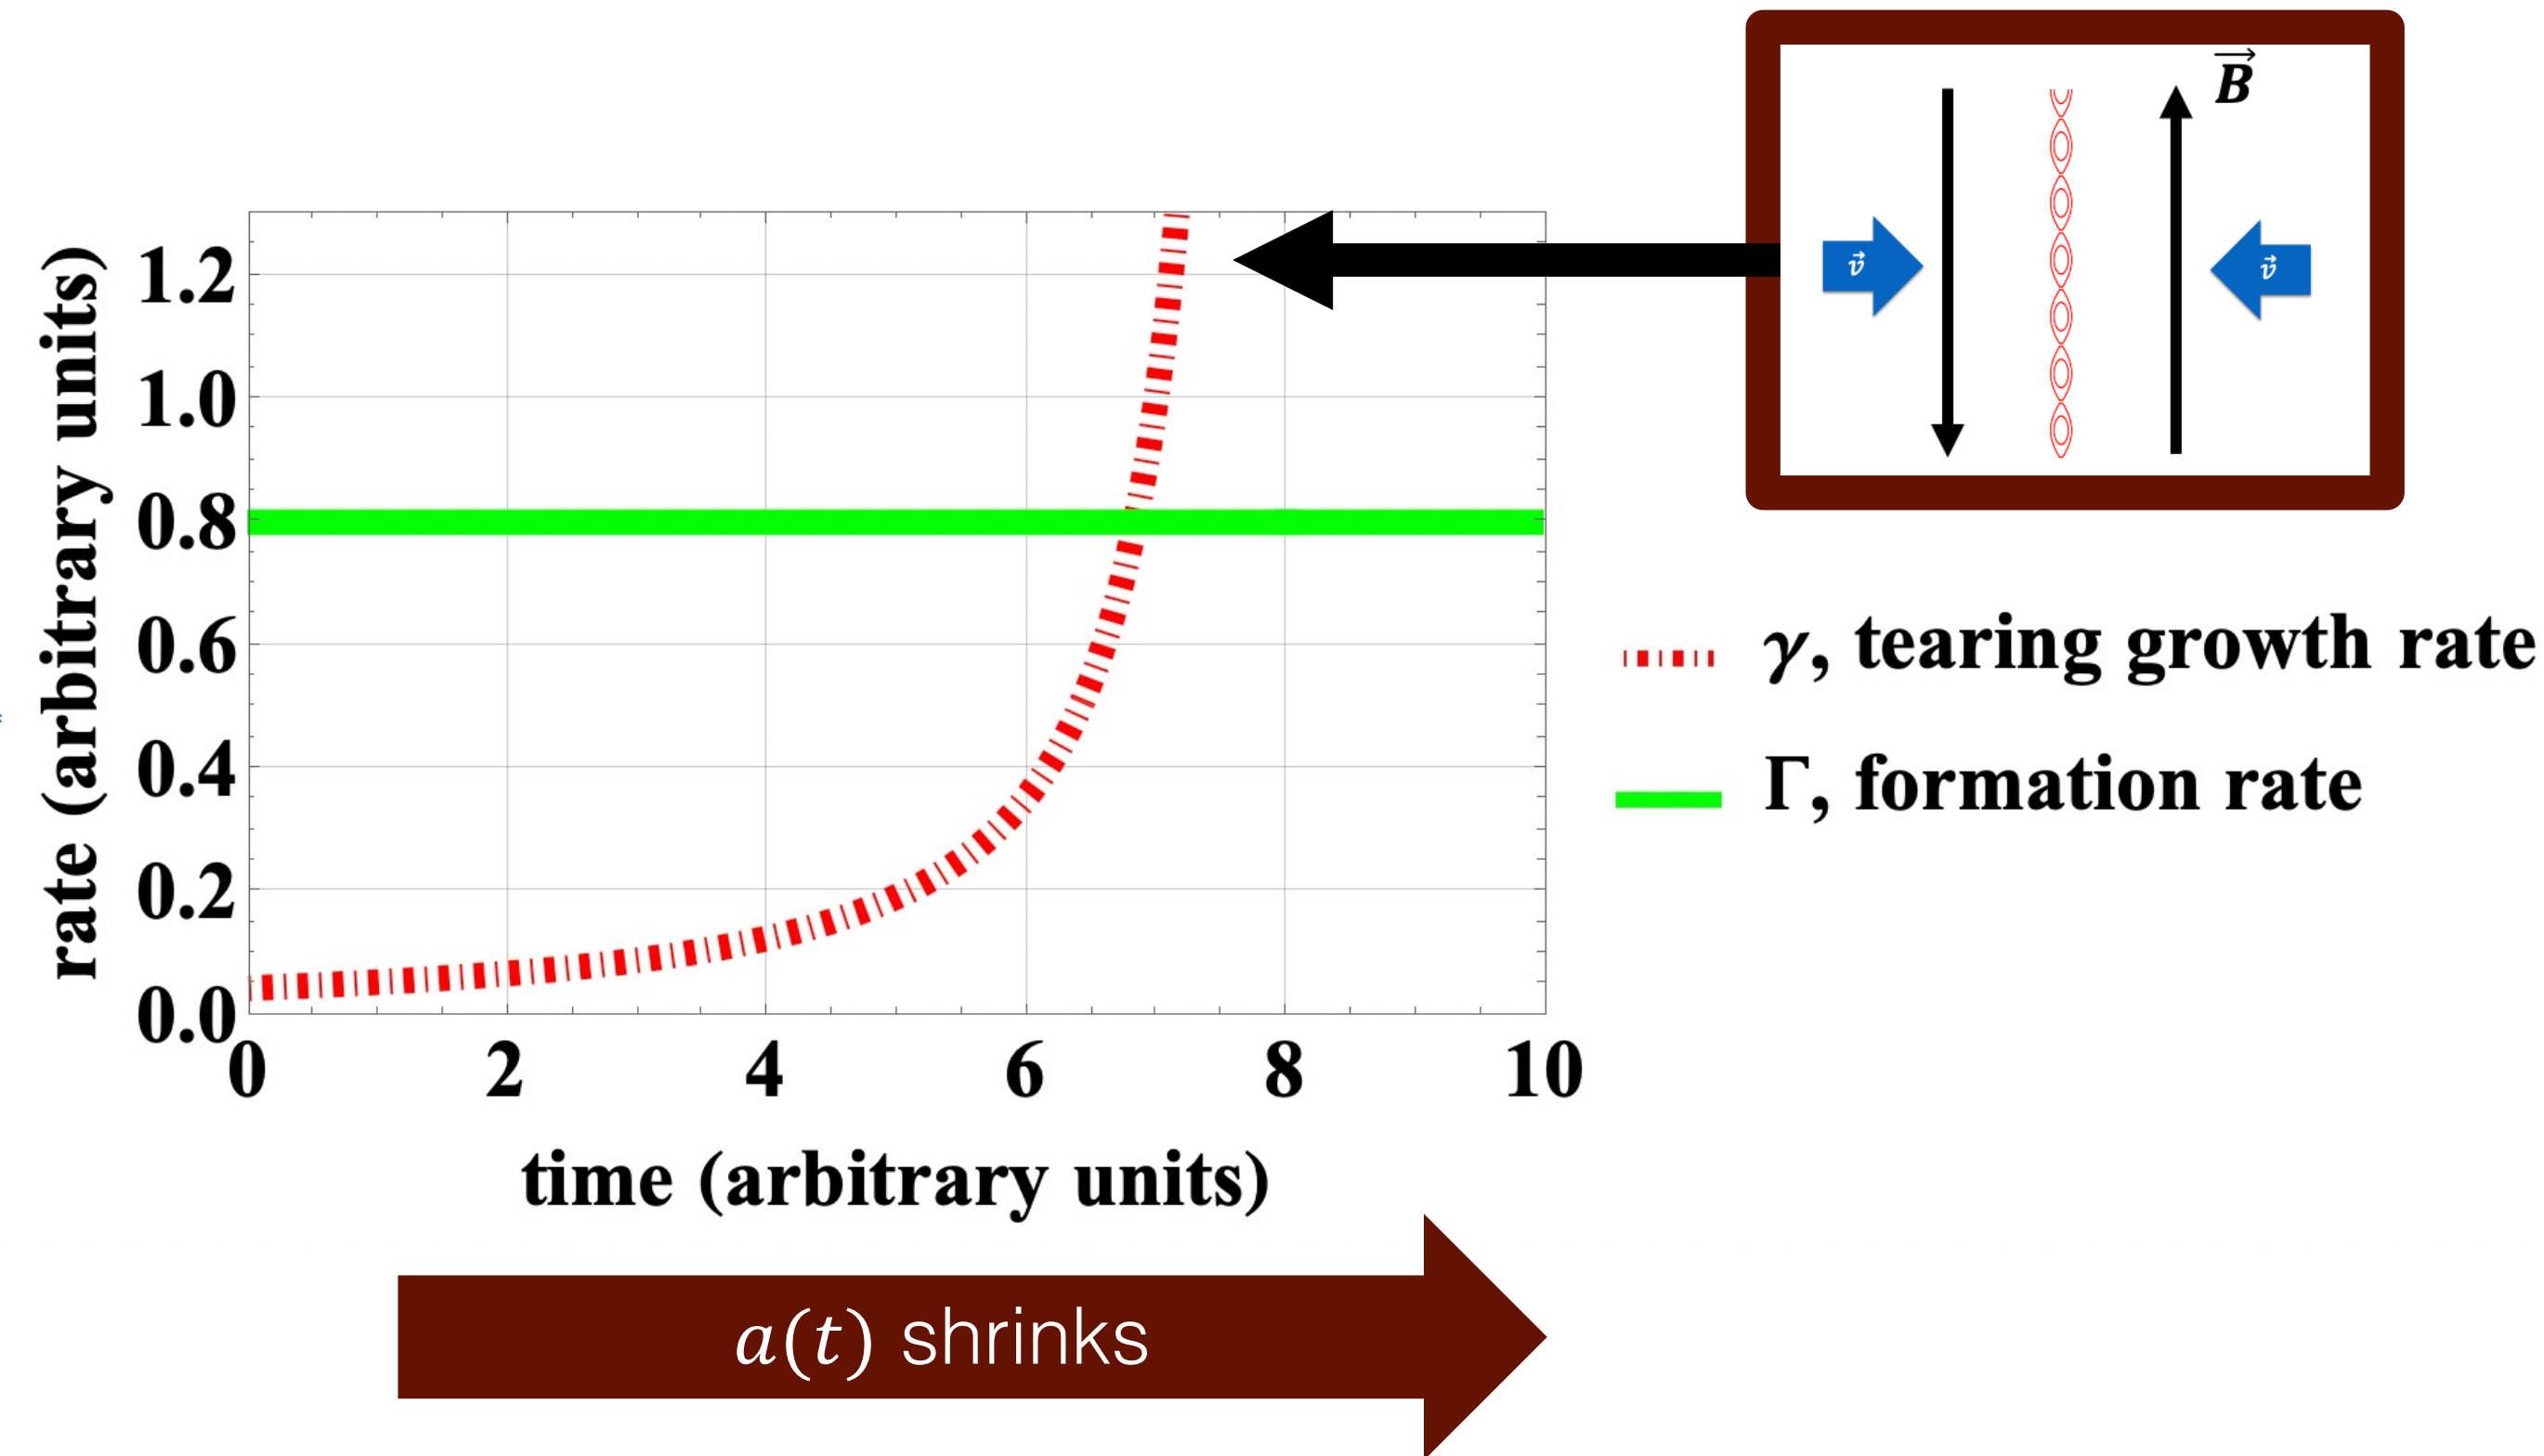 B⃗
v⃗
v⃗
rate (arbitrary units)
1.2
1.0
0.8
0.6
0.4
0.2
0.0
0 2 4 6 8 10
time (arbitrary units)
γ, tearing growth rate
Γ, formation rate
a(t) shrinks